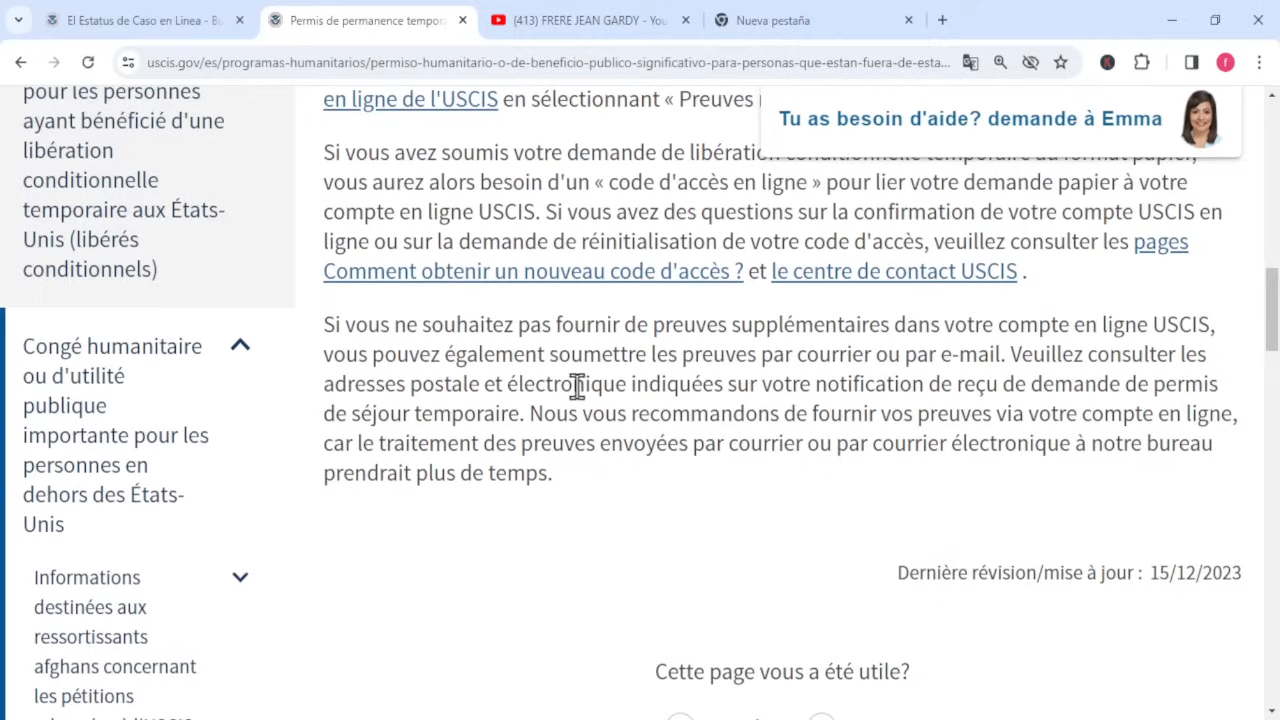 El Estatus de Caso en Línea - Bu
Permis de permanence tempor
(413) FRERE JEAN GARDY - You
Nueva pestaña
uscis.gov/es/programas-humanitarios/permiso-humanitario-o-de-beneficio-publico-significativo-para-personas-que-estan-fuera-de-esta...
K
f
pour les personnes
ayant bénéficié d'une
libération
conditionnelle
temporaire aux États-
Unis (libérés
conditionnels)
Congé humanitaire
ou d'utilité
publique
importante pour les
personnes en
dehors des États-
Unis
Informations
destinées aux
ressortissants
afghans concernant
les pétitions
en ligne de l'USCIS en sélectionnant « Preuves
Tu as besoin d'aide? demande à Emma
Si vous avez soumis votre demande de libération conditionnelle temporaire au format papier,
vous aurez alors besoin d'un « code d'accès en ligne » pour lier votre demande papier à votre
compte en ligne USCIS. Si vous avez des questions sur la confirmation de votre compte USCIS en
ligne ou sur la demande de réinitialisation de votre code d'accès, veuillez consulter les pages
Comment obtenir un nouveau code d'accès ? et le centre de contact USCIS .
Si vous ne souhaitez pas fournir de preuves supplémentaires dans votre compte en ligne USCIS,
vous pouvez également soumettre les preuves par courrier ou par e-mail. Veuillez consulter les
adresses postale et électronique indiquées sur votre notification de reçu de demande de permis
de séjour temporaire. Nous vous recommandons de fournir vos preuves via votre compte en ligne,
car le traitement des preuves envoyées par courrier ou par courrier électronique à notre bureau
prendrait plus de temps.
Dernière révision/mise à jour : 15/12/2023
Cette page vous a été utile?